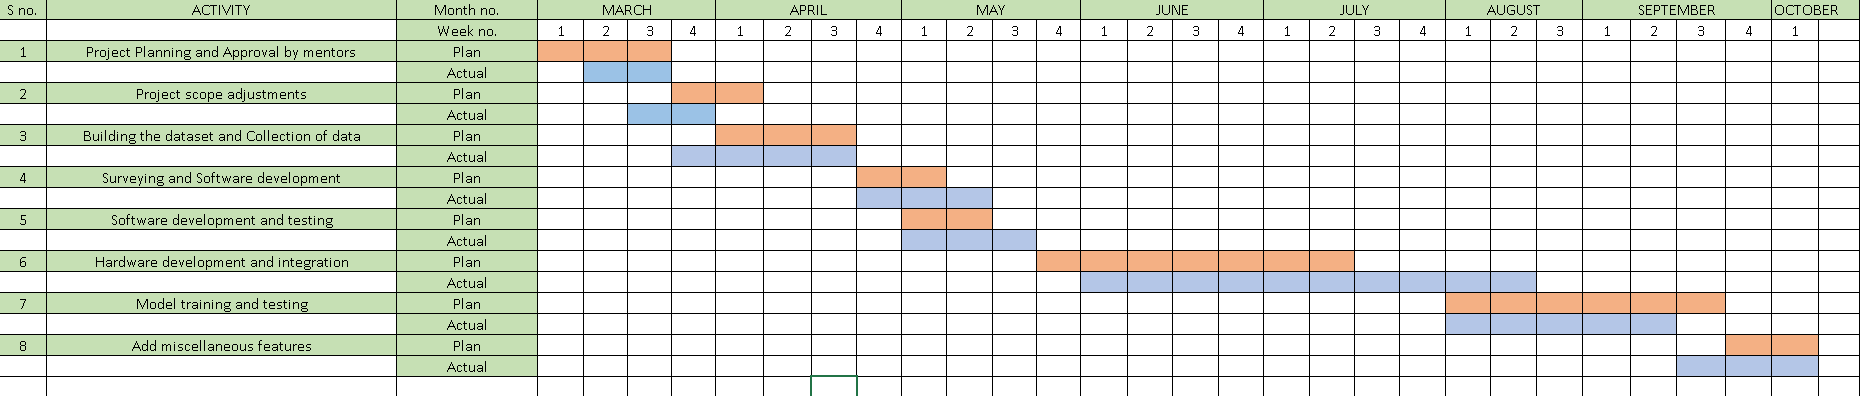 S no. ACTIVITY Month no. MARCH APRIL MAY JUNE JULY AUGUST SEPTEMBER OCTOBER
Week no. 1 2 3 4 1 2 3 4 1 2 3 4 1 2 3 4 1 2 3 4 1 2 3 1 2 3 4 1
1 Project Planning and Approval by mentors Plan
Actual
2 Project scope adjustments Plan
Actual
3 Building the dataset and Collection of data Plan
Actual
4 Surveying and Software development Plan
Actual
5 Software development and testing Plan
Actual
6 Hardware development and integration Plan
Actual
7 Model training and testing Plan
Actual
8 Add miscellaneous features Plan
Actual